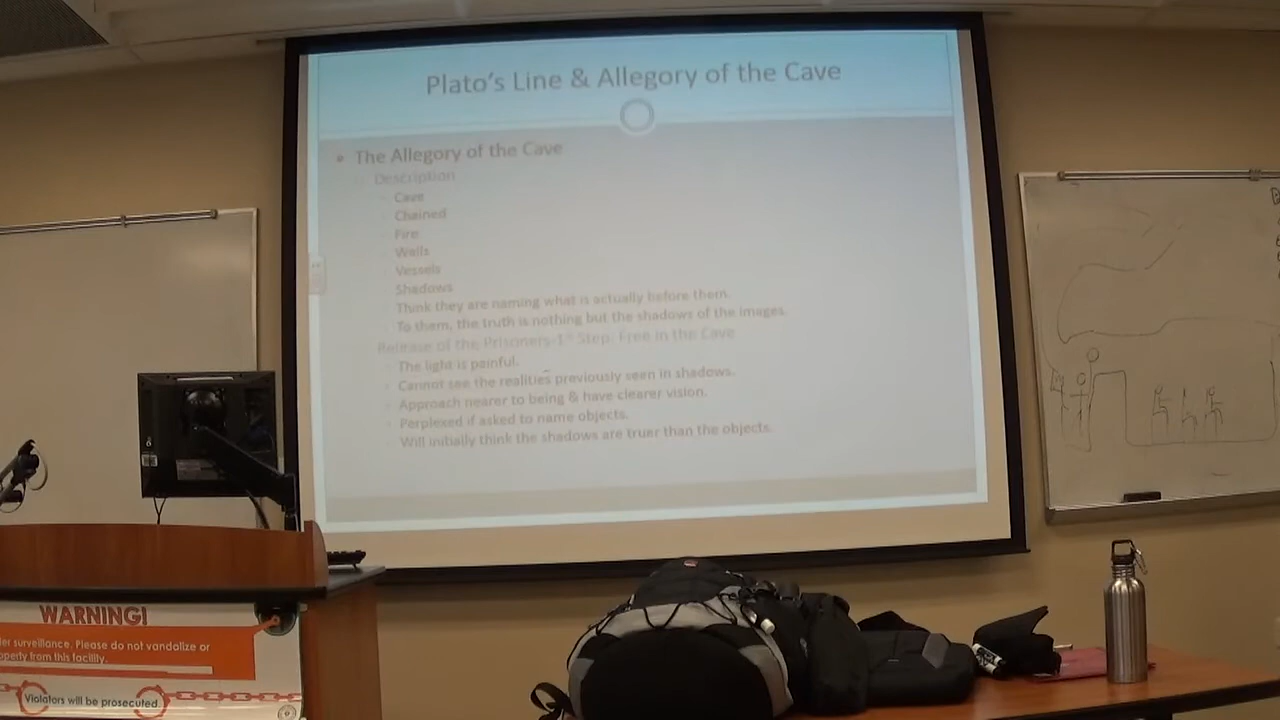 Plato's Line & Allegory of the Cave
The Allegory of the Cave
Description
Cave
Chained
Fire
Walls
Vessels
Shadows
Think they are naming what is actually before them.
To them, the truth is nothing but the shadows of the images.
Release of the Prisoners-1st Step: Free in the Cave
The light is painful.
Cannot see the realities previously seen in shadows.
Approach nearer to being & have clearer vision.
Perplexed if asked to name objects.
Will initially think the shadows are truer than the objects.
WARNING!
surveillance. Please do not vandalize or
from this facility.
Violators will be prosecuted.